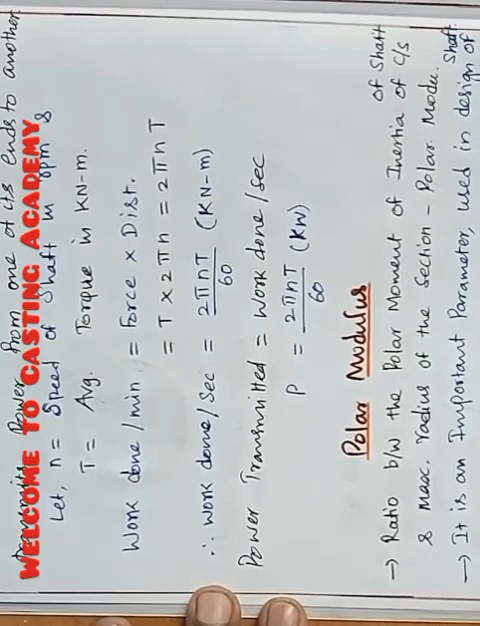 transmits Power from one of its ends to another
WELCOME TO CASTING ACADEMY
Let, n = Speed of Shaft in rpm &
T = Avg. Torque in KN-m.
Work done / min = Force x Dist.
= T x 2πn = 2πnT
∴ work dome/sec = 2πnT/60 (KN-m)
Power Transmitted = Work done / sec
P = 2πnT/60 (KW)
Polar Modulus
→ Ratio b/w the Polar Moment of Inertia of c/s of Shaft
& max. radius of the Section - Polar Modu.
→ It is an Important Parameter, used in design of Shaft.